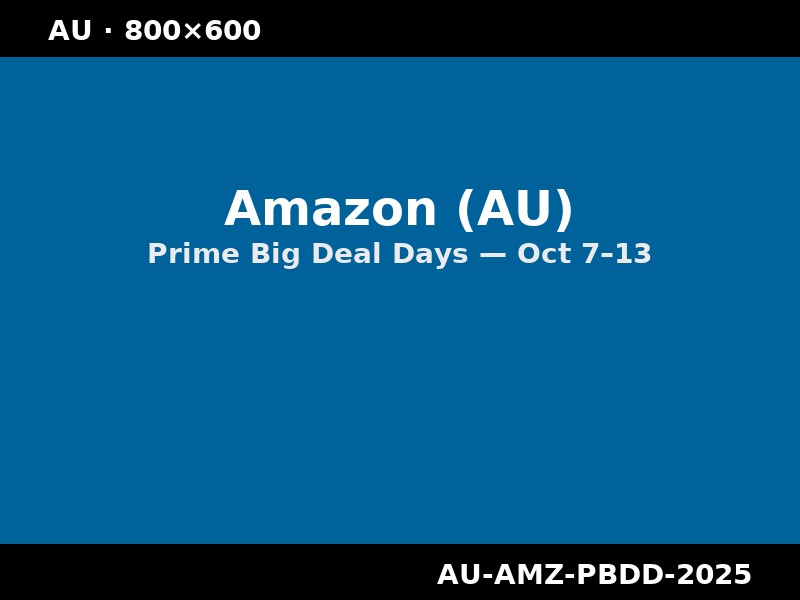 AU · 800×600
Amazon (AU)
Prime Big Deal Days — Oct 7–13
AU-AMZ-PBDD-2025